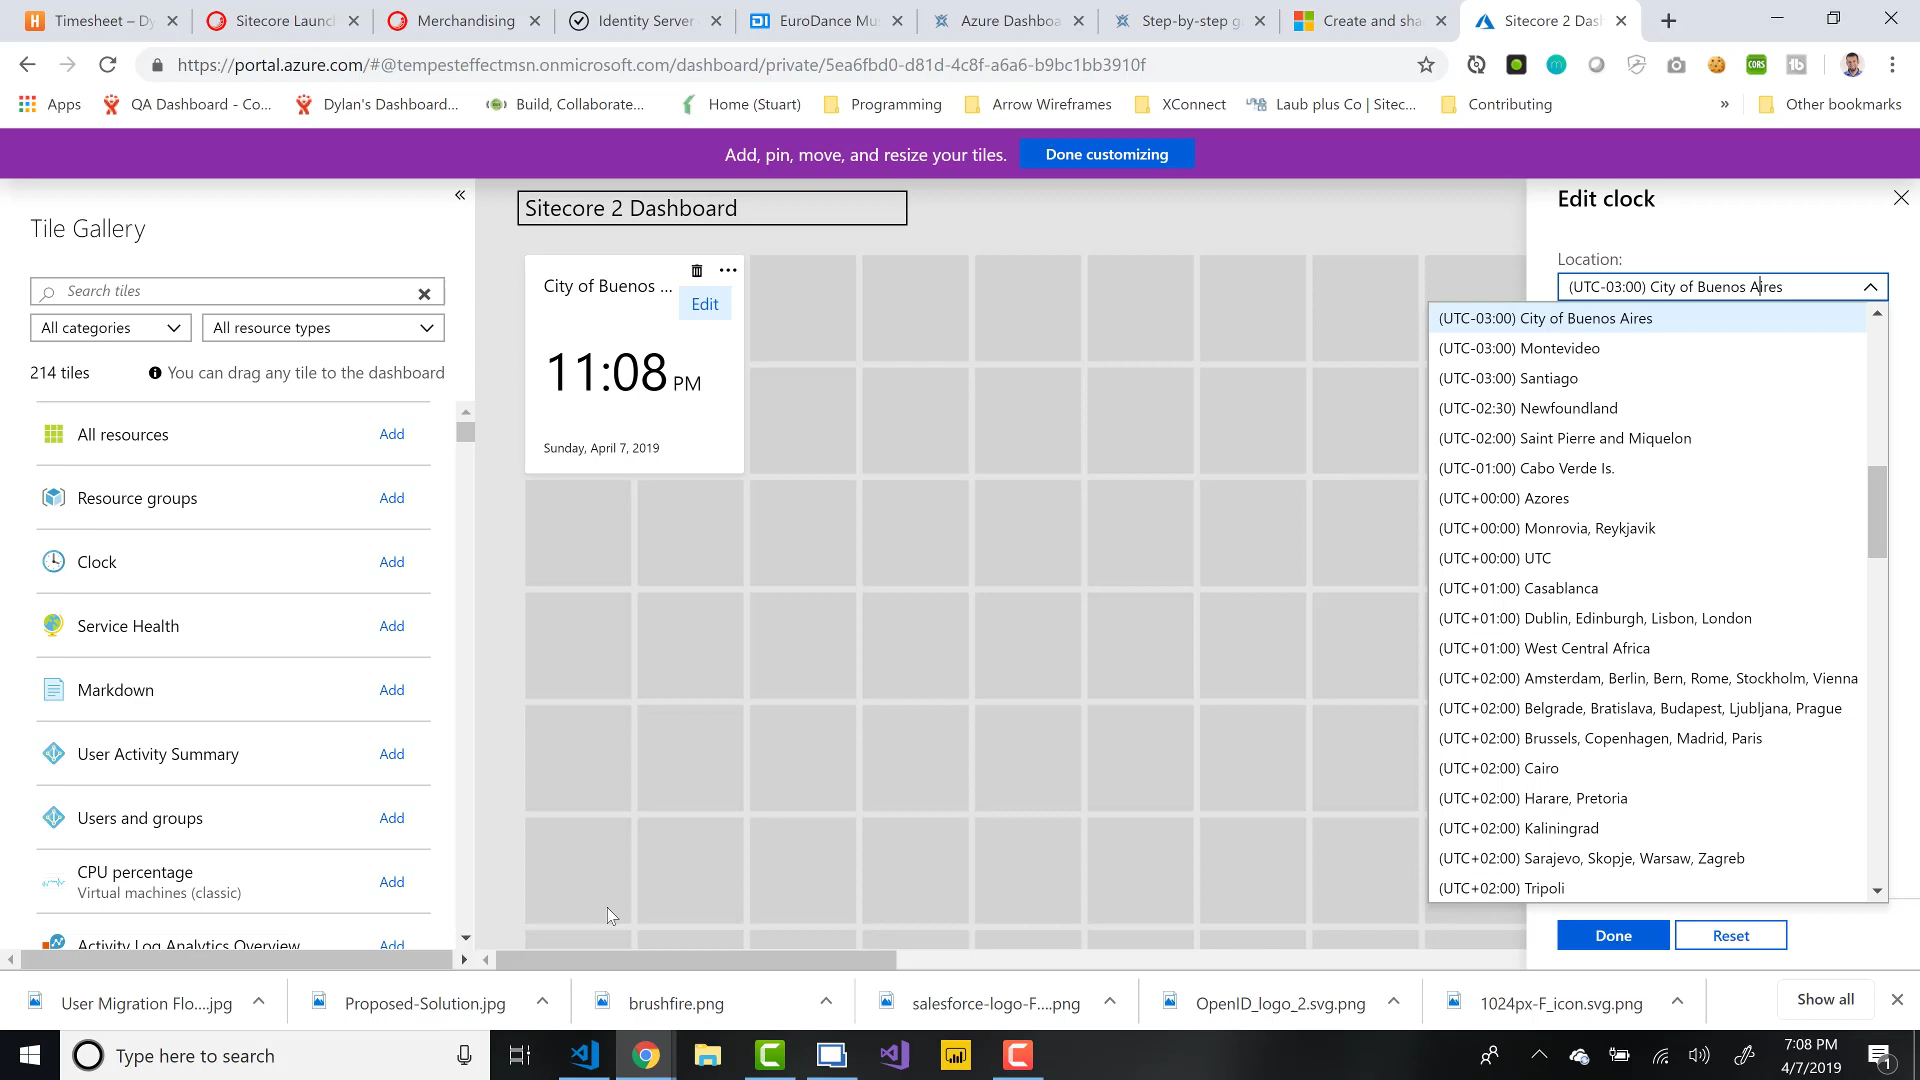 Timesheet – Dy
Sitecore Launc
Merchandising
Identity Server
EuroDance Mu
Azure Dashboa
Step-by-step g
Create and sha
Sitecore 2 Dash
https://portal.azure.com/#@tempesteffectmsn.onmicrosoft.com/dashboard/private/5ea6fbd0-d81d-4c8f-a6a6-b9bc1bb3910f
Apps
QA Dashboard - Co...
Dylan's Dashboard...
Build, Collaborate...
Home (Stuart)
Programming
Arrow Wireframes
XConnect
Laub plus Co | Sitec...
Contributing
»
Other bookmarks
Add, pin, move, and resize your tiles.
Done customizing
Tile Gallery
Search tiles
All categories
All resource types
214 tiles
You can drag any tile to the dashboard
All resources
Add
Resource groups
Add
Clock
Add
Service Health
Add
Markdown
Add
User Activity Summary
Add
Users and groups
Add
CPU percentage
Virtual machines (classic)
Add
Activity Log Analytics Overview
Add
Sitecore 2 Dashboard
City of Buenos ...
Edit
11:08 PM
Sunday, April 7, 2019
Edit clock
Location:
(UTC-03:00) City of Buenos Aires
(UTC-03:00) City of Buenos Aires
(UTC-03:00) Montevideo
(UTC-03:00) Santiago
(UTC-02:30) Newfoundland
(UTC-02:00) Saint Pierre and Miquelon
(UTC-01:00) Cabo Verde Is.
(UTC+00:00) Azores
(UTC+00:00) Monrovia, Reykjavik
(UTC+00:00) UTC
(UTC+01:00) Casablanca
(UTC+01:00) Dublin, Edinburgh, Lisbon, London
(UTC+01:00) West Central Africa
(UTC+02:00) Amsterdam, Berlin, Bern, Rome, Stockholm, Vienna
(UTC+02:00) Belgrade, Bratislava, Budapest, Ljubljana, Prague
(UTC+02:00) Brussels, Copenhagen, Madrid, Paris
(UTC+02:00) Cairo
(UTC+02:00) Harare, Pretoria
(UTC+02:00) Kaliningrad
(UTC+02:00) Sarajevo, Skopje, Warsaw, Zagreb
(UTC+02:00) Tripoli
Done
Reset
User Migration Flo....jpg
Proposed-Solution.jpg
brushfire.png
salesforce-logo-F....png
OpenID_logo_2.svg.png
1024px-F_icon.svg.png
Show all
Type here to search
7:08 PM
4/7/2019
1